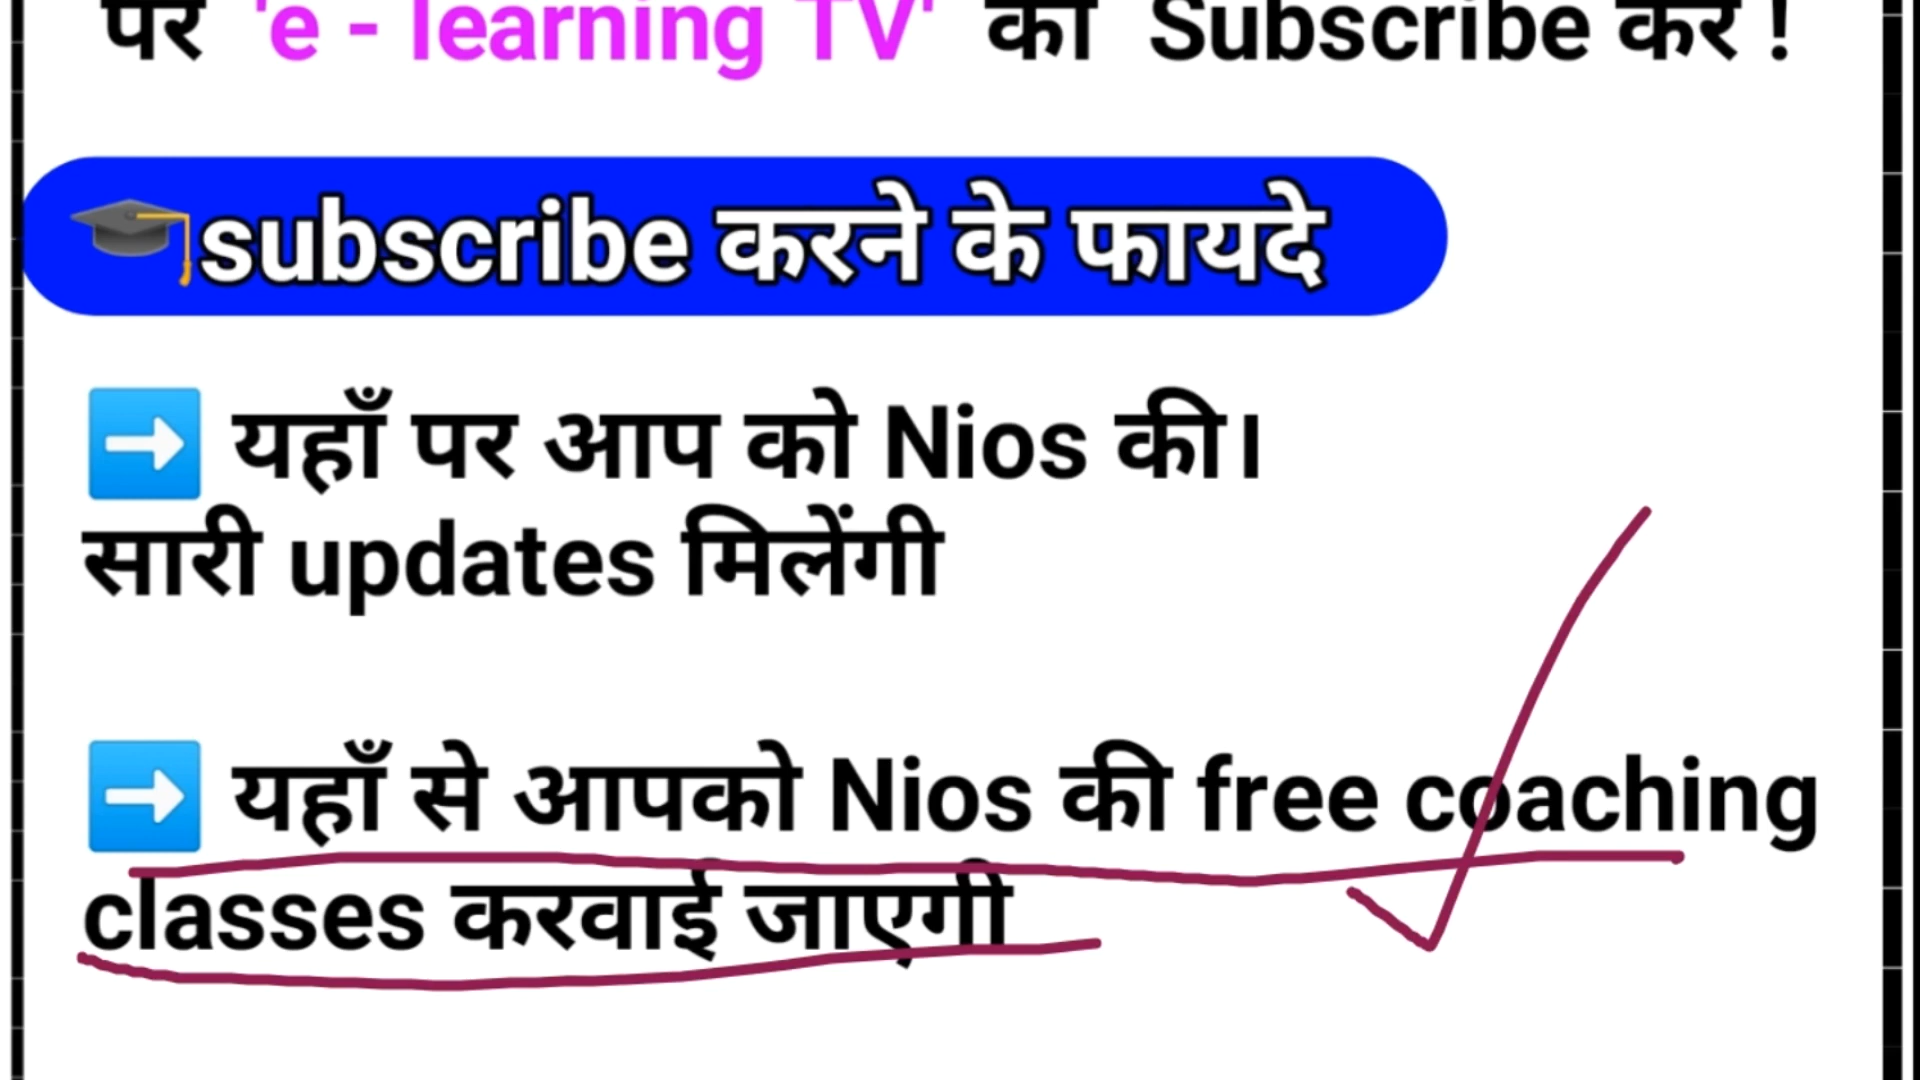 पर 'e - learning TV' को Subscribe करें !
🎓subscribe करने के फायदे
➡️ यहाँ पर आप को Nios की।
सारी updates मिलेंगी
➡️ यहाँ से आपको Nios की free coaching
classes करवाई जाएगी